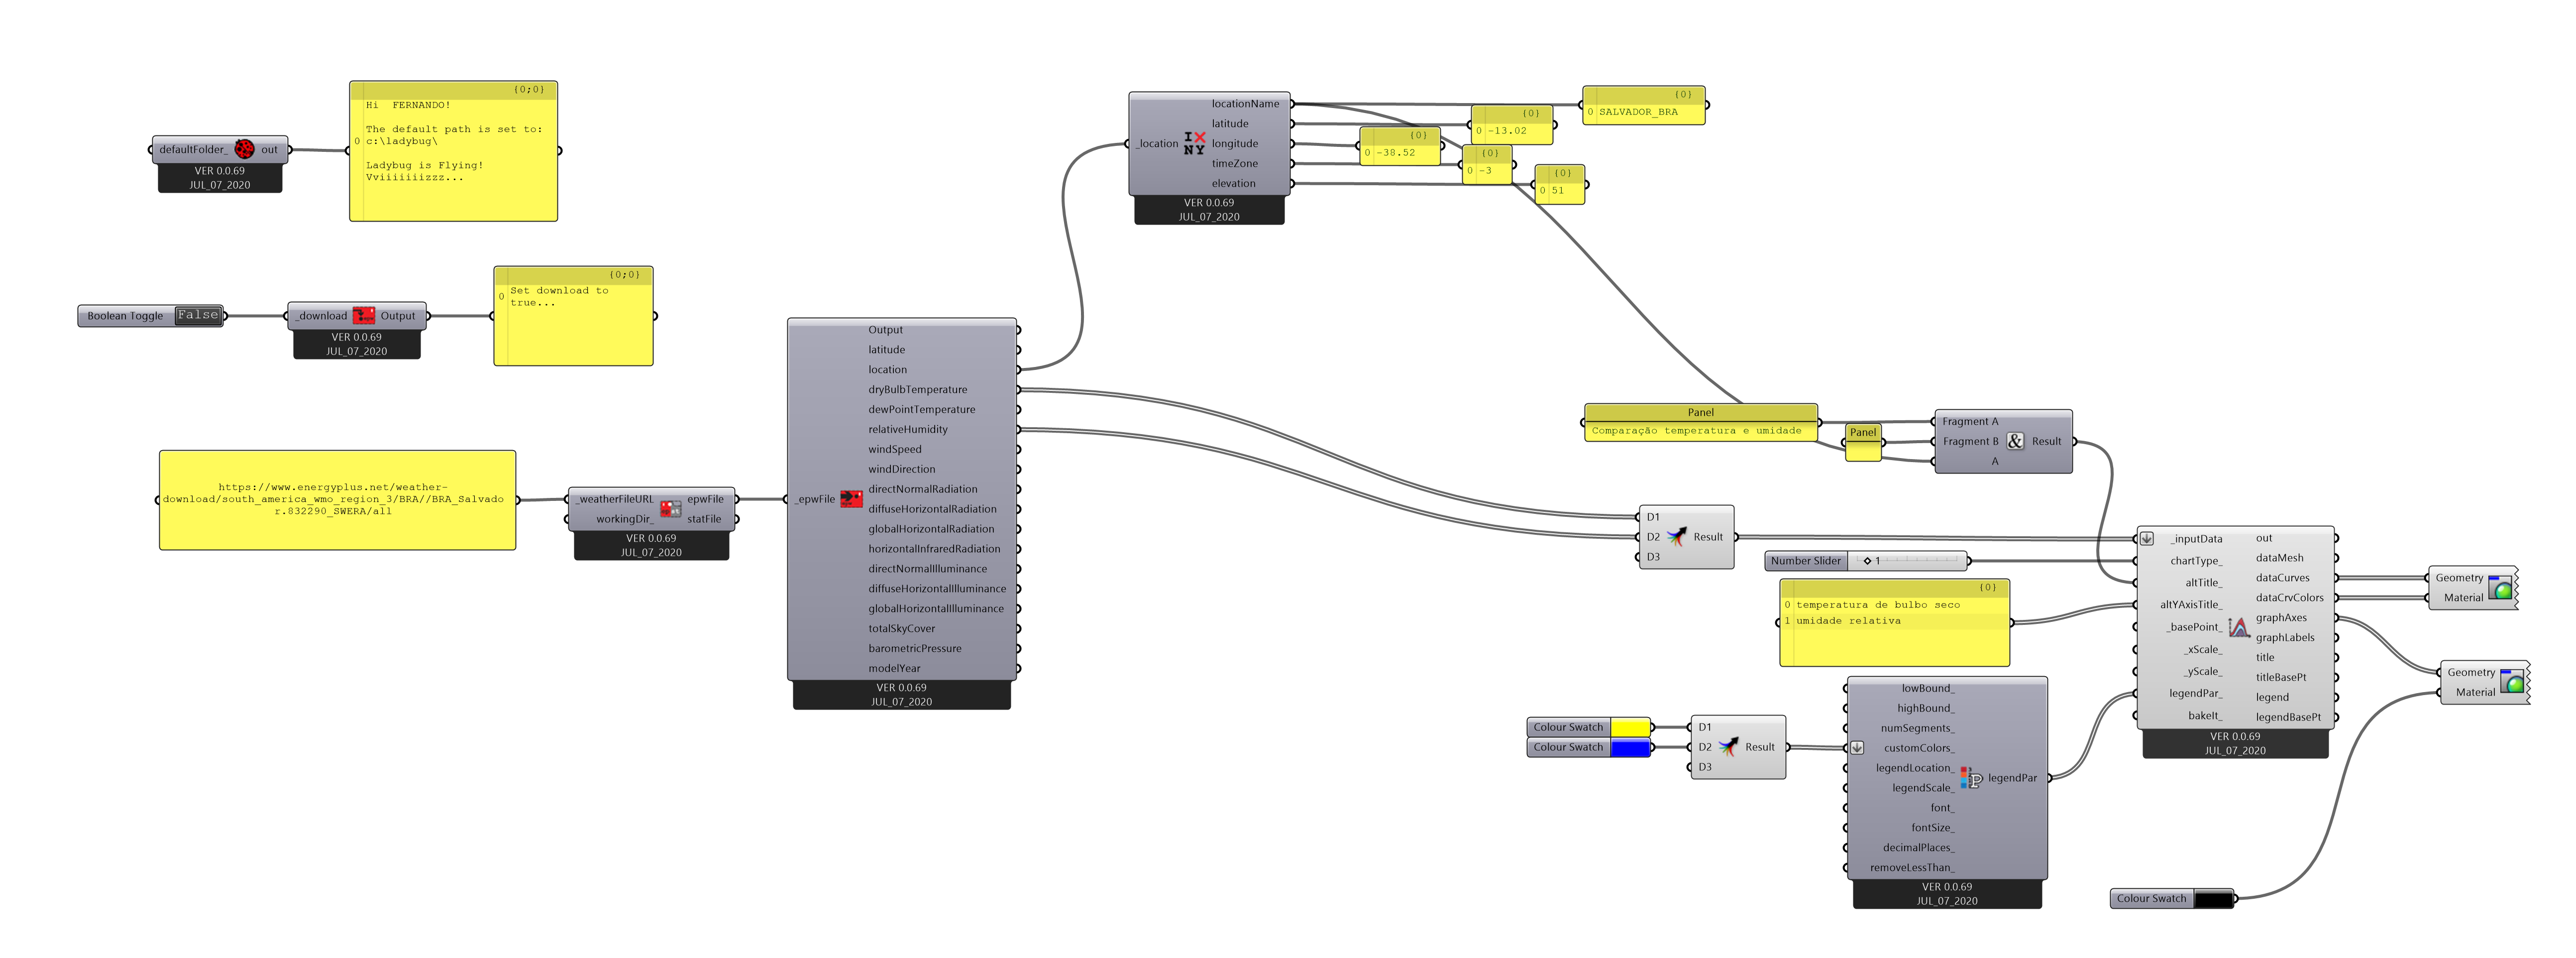 {0;0}
Hi  FERNANDO!
The default path is set to:
0
c:\ladybug\
Ladybug is Flying!
Vviiiiiiizzz...
defaultFolder_ out
VER 0.0.69
JUL_07_2020
locationName
latitude
_location
longitude
timeZone
elevation
I X
N Y
VER 0.0.69
JUL_07_2020
{0}
0 SALVADOR_BRA
{0}
0 -13.02
{0}
0 -38.52
{0}
0 -3
{0}
0 51
Boolean Toggle False
_download Output
VER 0.0.69
JUL_07_2020
{0;0}
0
Set download to
true...
https://www.energyplus.net/weather-
download/south_america_wmo_region_3/BRA//BRA_Salvado
r.832290_SWERA/all
_weatherFileURL epwFile
workingDir_ statFile
VER 0.0.69
JUL_07_2020
_epwFile
Output
latitude
location
dryBulbTemperature
dewPointTemperature
relativeHumidity
windSpeed
windDirection
directNormalRadiation
diffuseHorizontalRadiation
globalHorizontalRadiation
horizontalInfraredRadiation
directNormalIlluminance
diffuseHorizontalIlluminance
globalHorizontalIlluminance
totalSkyCover
barometricPressure
modelYear
VER 0.0.69
JUL_07_2020
Panel
Comparação temperatura e umidade
Panel
Fragment A
Fragment B & Result
A
D1
D2 Result
D3
Number Slider 1
{0}
0 temperatura de bulbo seco
1 umidade relativa
Colour Swatch
Colour Swatch
D1
D2 Result
D3
lowBound_
highBound_
numSegments_
customColors_
legendLocation_
legendScale_
font_
fontSize_
decimalPlaces_
removeLessThan_
P
legendPar
VER 0.0.69
JUL_07_2020
_inputData
chartType_
altTitle_
altYAxisTitle_
_basePoint_
_xScale_
_yScale_
legendPar_
bakeIt_
out
dataMesh
dataCurves
dataCrvColors
graphAxes
graphLabels
title
titleBasePt
legend
legendBasePt
VER 0.0.69
JUL_07_2020
Geometry
Material
Geometry
Material
Colour Swatch